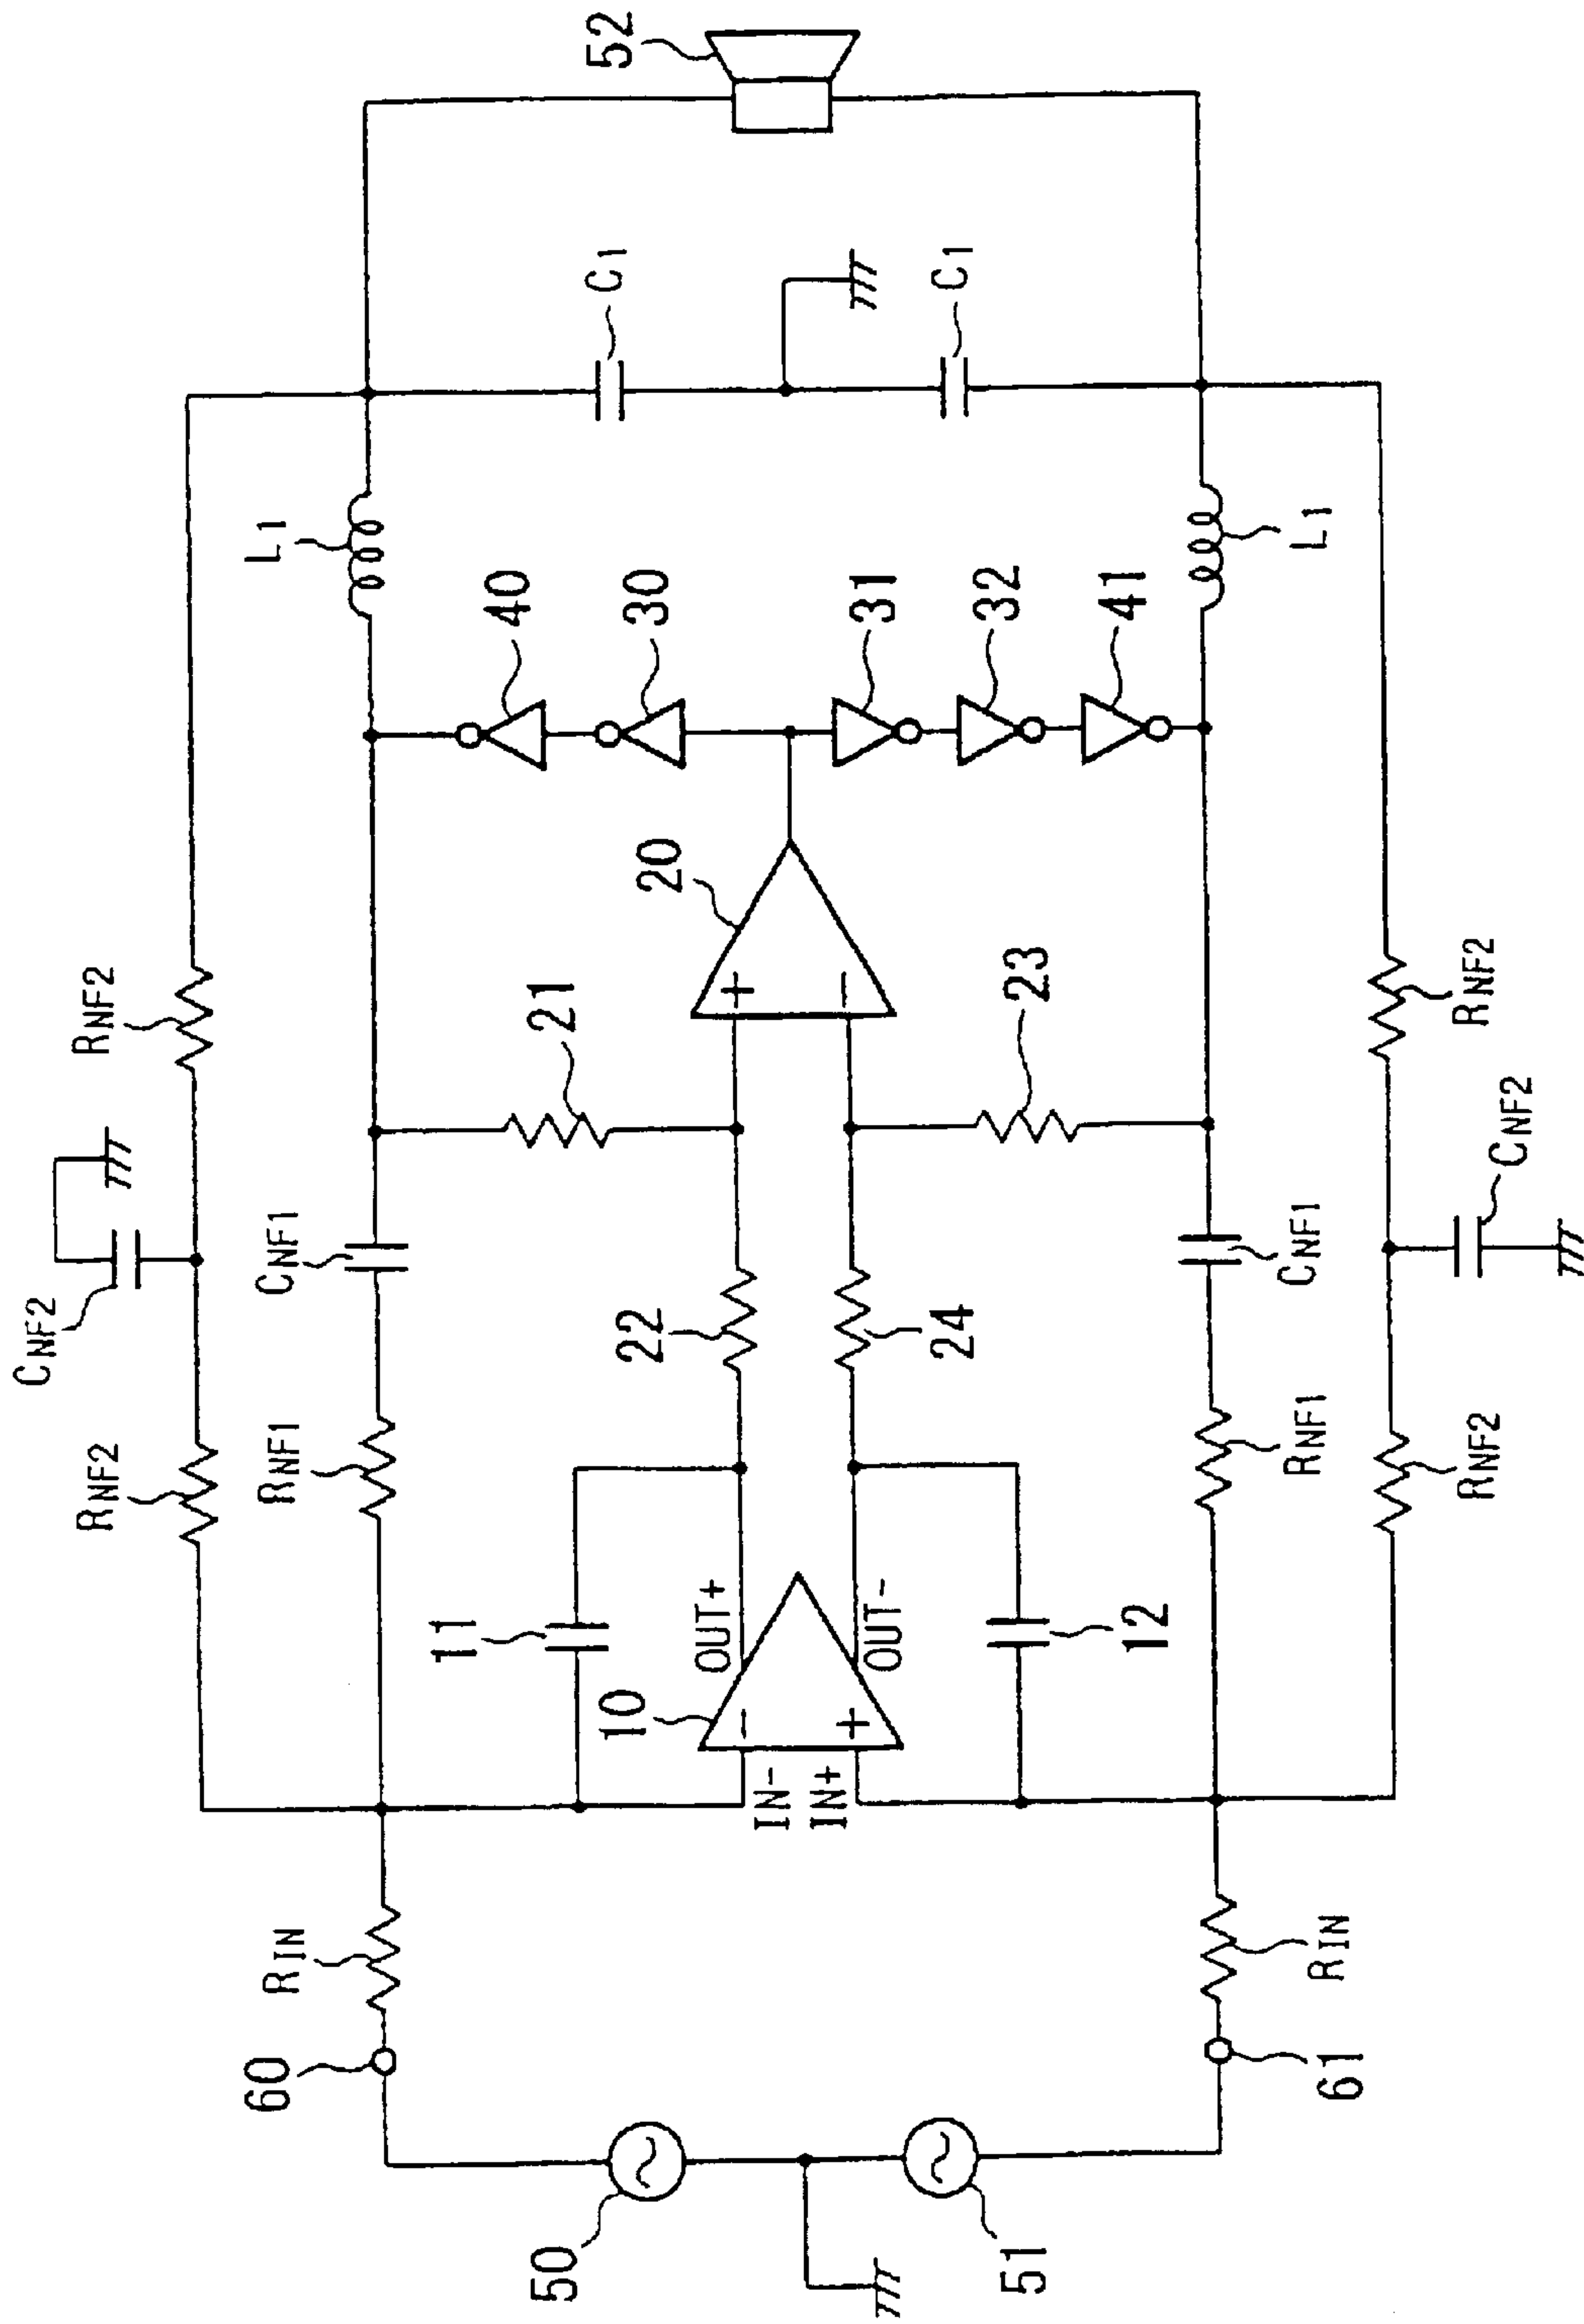 52
C1
C1
L1
L1
40
30
31
32
41
20
+
−
RNF2
RNF2
21
23
CNF2
CNF2
CNF1
CNF1
22
24
RNF2
RNF1
RNF1
RNF2
11
OUT+
OUT-
12
10
−
+
IN-
IN+
RIN
RIN
60
61
50
51